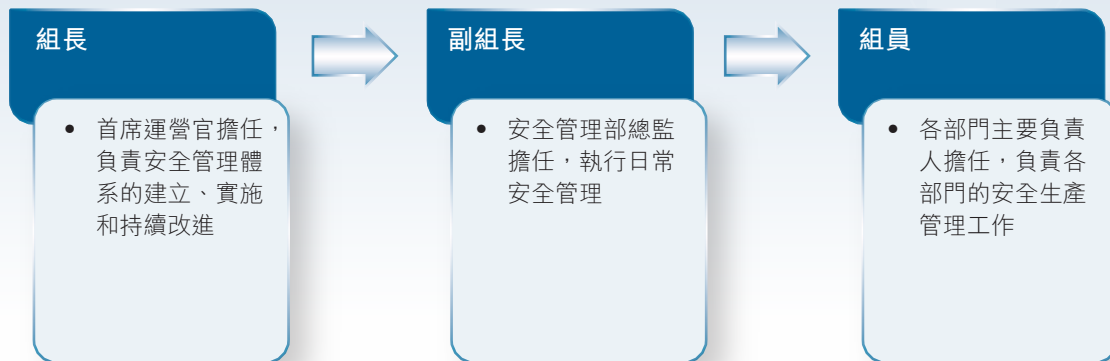 組長
• 首席運營官擔任，
負責安全管理體
系的建立、實施
和持續改進
副組長
• 安全管理部總監
擔任，執行日常
安全管理
組員
• 各部門主要負責
人擔任，負責各
部門的安全生產
管理工作